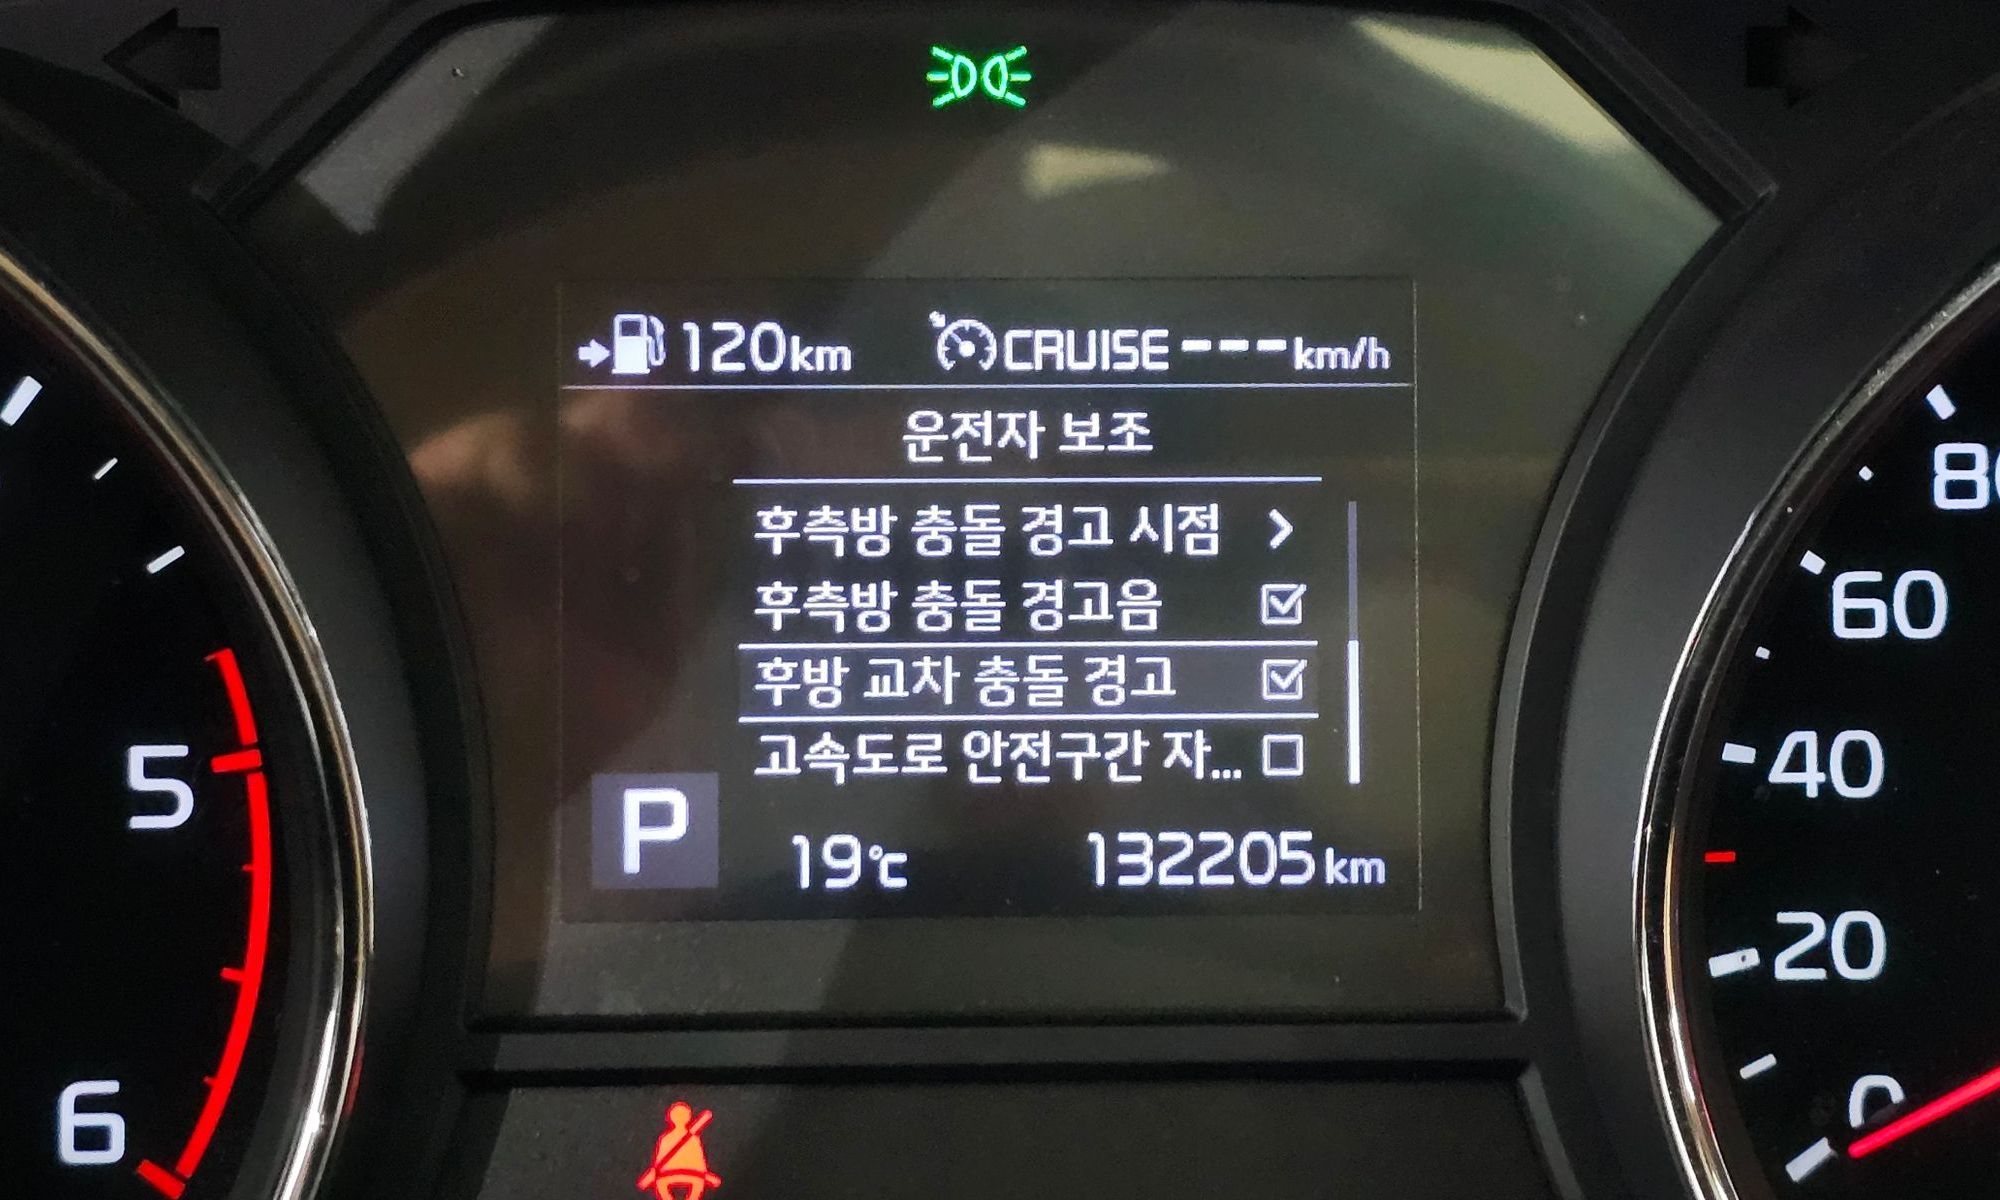 120km CRUISE ---km/h
운전자 보조
후측방 충돌 경고 시점 >
후측방 충돌 경고음
후방 교차 충돌 경고
고속도로 안전구간 자...
P 19℃ 132205km
5
6
80
60
40
20
0